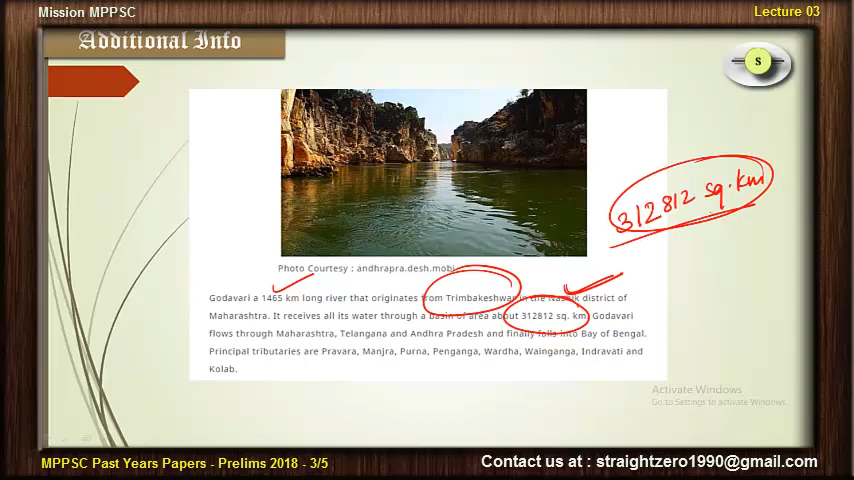 Mission MPPSC
Lecture 03
Additional Info
S
312812 sq.km
Photo Courtesy : andhrapra.desh.mobi
Godavari a 1465 km long river that originates from Trimbakeshwar in the Nashik district of
Maharashtra. It receives all its water through a basin of area about 312812 sq. km. Godavari
flows through Maharashtra, Telangana and Andhra Pradesh and finally falls into Bay of Bengal.
Principal tributaries are Pravara, Manjra, Purna, Penganga, Wardha, Wainganga, Indravati and
Kolab.
Activate Windows
Go to Settings to activate Windows.
MPPSC Past Years Papers - Prelims 2018 - 3/5
Contact us at : straightzero1990@gmail.com